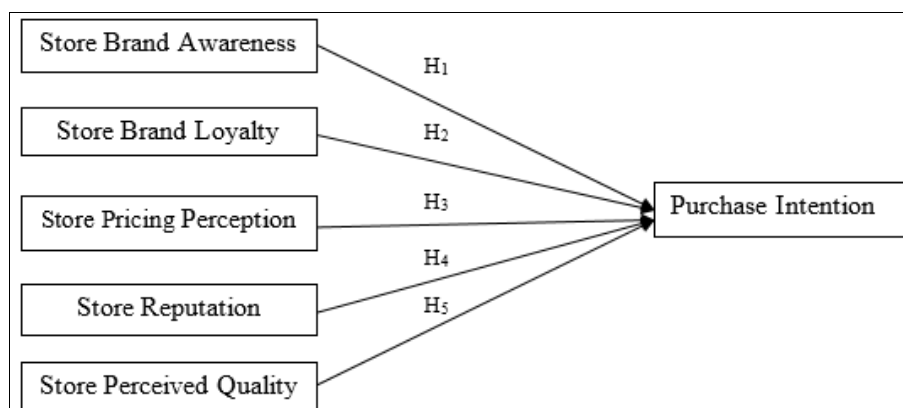 Store Brand Awareness
H1
Store Brand Loyalty
H2
Store Pricing Perception
H3
Purchase Intention
Store Reputation
H4
Store Perceived Quality
H5